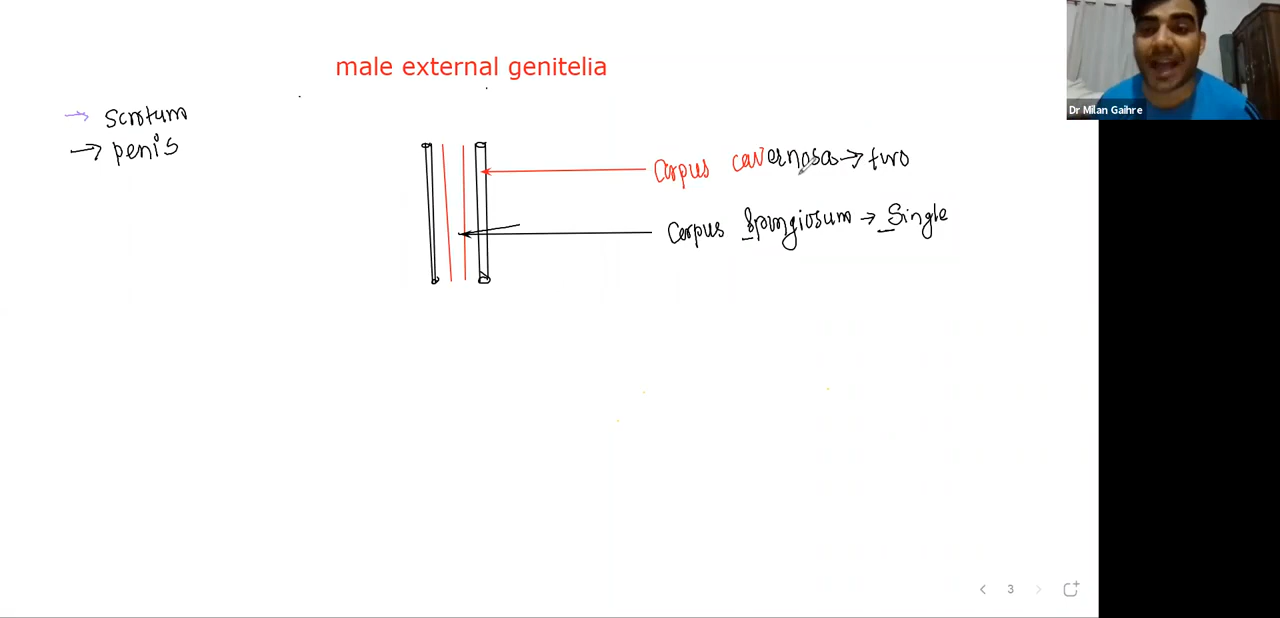 male external genitelia
Dr Milan Gaihre
→ Scrotum
→ penis
Corpus cavernosa → two
Corpus Spongiosum → Single
3